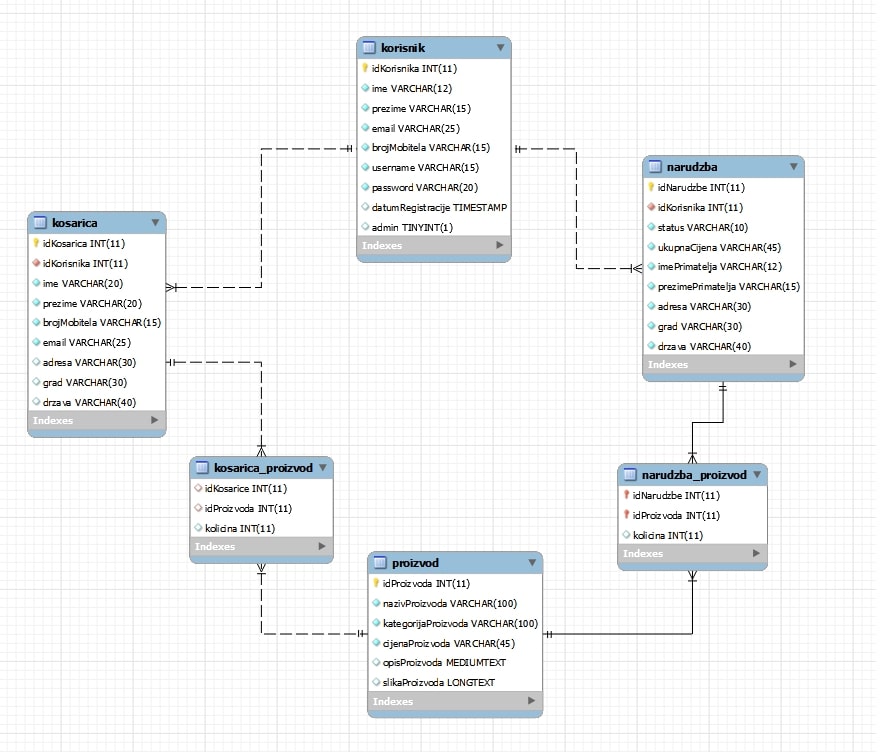 korisnik
idKorisnika INT(11)
ime VARCHAR(12)
prezime VARCHAR(15)
email VARCHAR(25)
brojMobitela VARCHAR(15)
username VARCHAR(15)
password VARCHAR(20)
datumRegistracije TIMESTAMP
admin TINYINT(1)
Indexes
narudzba
idNarudzbe INT(11)
idKorisnika INT(11)
status VARCHAR(10)
ukupnaCijena VARCHAR(45)
imePrimatelja VARCHAR(12)
prezimePrimatelja VARCHAR(15)
adresa VARCHAR(30)
grad VARCHAR(30)
drzava VARCHAR(40)
Indexes
kosarica
idKosarica INT(11)
idKorisnika INT(11)
ime VARCHAR(20)
prezime VARCHAR(20)
brojMobitela VARCHAR(15)
email VARCHAR(25)
adresa VARCHAR(30)
grad VARCHAR(30)
drzava VARCHAR(40)
Indexes
kosarica_proizvod
idKosarice INT(11)
idProizvoda INT(11)
kolicina INT(11)
Indexes
narudzba_proizvod
idNarudzbe INT(11)
idProizvoda INT(11)
kolicina INT(11)
Indexes
proizvod
idProizvoda INT(11)
nazivProizvoda VARCHAR(100)
kategorijaProizvoda VARCHAR(100)
cijenaProizvoda VARCHAR(45)
opisProizvoda MEDIUMTEXT
slikaProizvoda LONGTEXT
Indexes